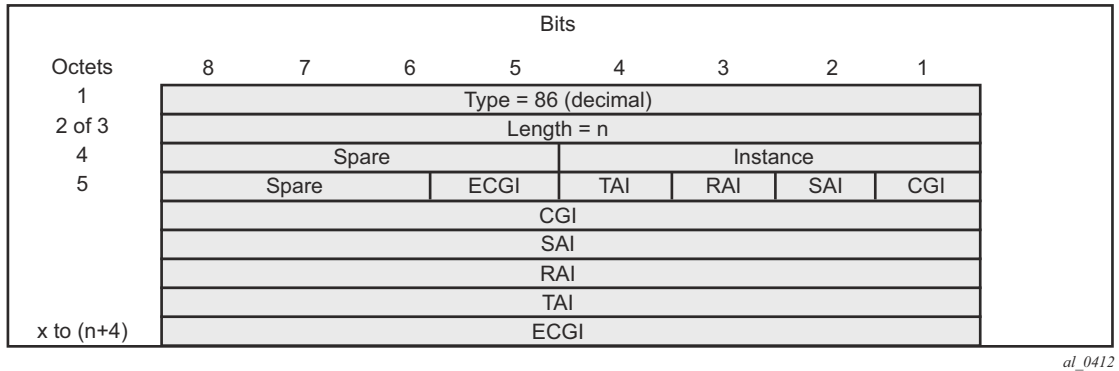 Bits
Octets 8 7 6 5 4 3 2 1
1 Type = 86 (decimal)
2 of 3 Length = n
4 Spare Instance
5 Spare ECGI TAI RAI SAI CGI
CGI
SAI
RAI
TAI
x to (n+4) ECGI
al_0412